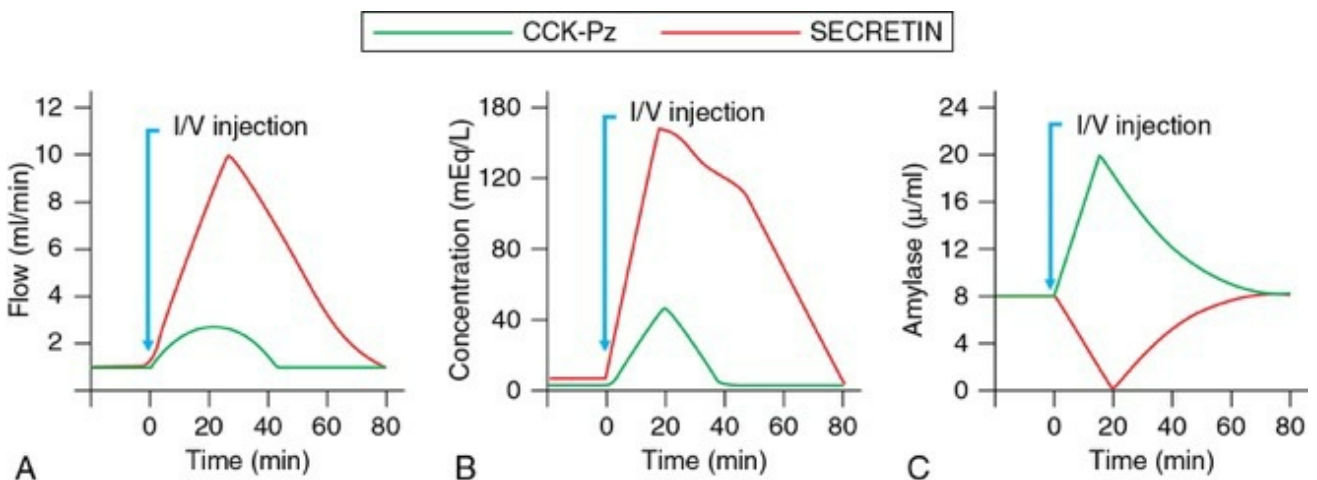 CCK-Pz SECRETIN
I/V injection
12
10
8
6
4
2
Flow (ml/min)
0 20 40 60 80
Time (min)
A
I/V injection
180
120
80
40
0
Concentration (mEq/L)
0 20 40 60 80
Time (min)
B
I/V injection
24
20
16
12
8
4
0
Amylase (μ/ml)
0 20 40 60 80
Time (min)
C